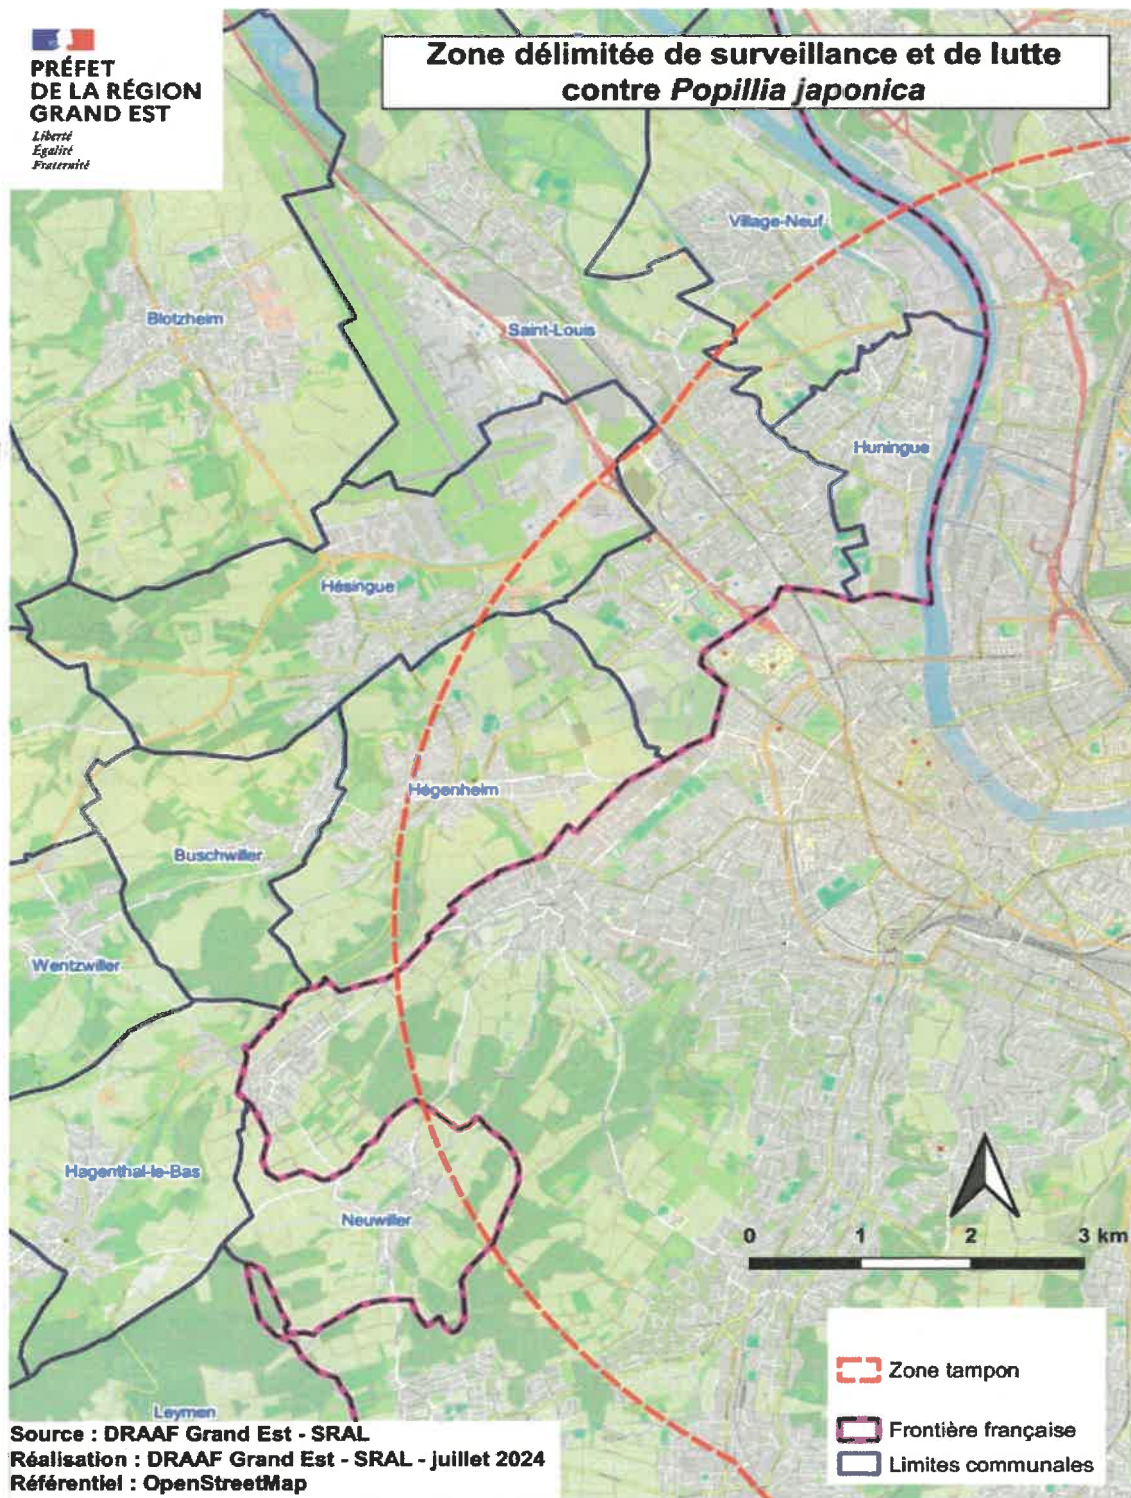 PRÉFET
DE LA RÉGION
GRAND EST
Liberté
Égalité
Fraternité
Zone délimitée de surveillance et de lutte
contre Popillia japonica
Village-Neuf
Blotzheim
Saint-Louis
Huningue
Hésingue
Hégenheim
Buschwiller
Wentzwiller
Hagenthal-le-Bas
Neuwiller
0 1 2 3 km
Zone tampon
Frontière française
Limites communales
Leymen
Source : DRAAF Grand Est - SRAL
Réalisation : DRAAF Grand Est - SRAL - juillet 2024
Référentiel : OpenStreetMap